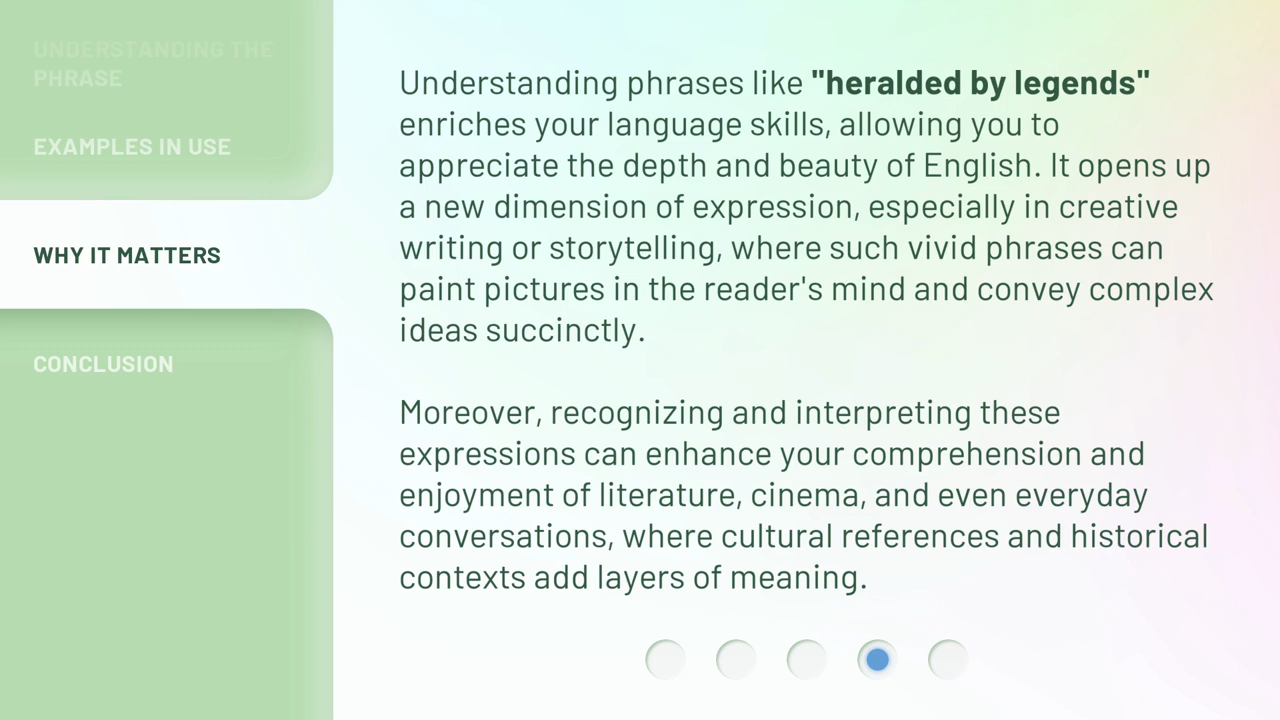 UNDERSTANDING THE
PHRASE
EXAMPLES IN USE
WHY IT MATTERS
CONCLUSION
Understanding phrases like "heralded by legends"
enriches your language skills, allowing you to
appreciate the depth and beauty of English. It opens up
a new dimension of expression, especially in creative
writing or storytelling, where such vivid phrases can
paint pictures in the reader's mind and convey complex
ideas succinctly.
Moreover, recognizing and interpreting these
expressions can enhance your comprehension and
enjoyment of literature, cinema, and even everyday
conversations, where cultural references and historical
contexts add layers of meaning.